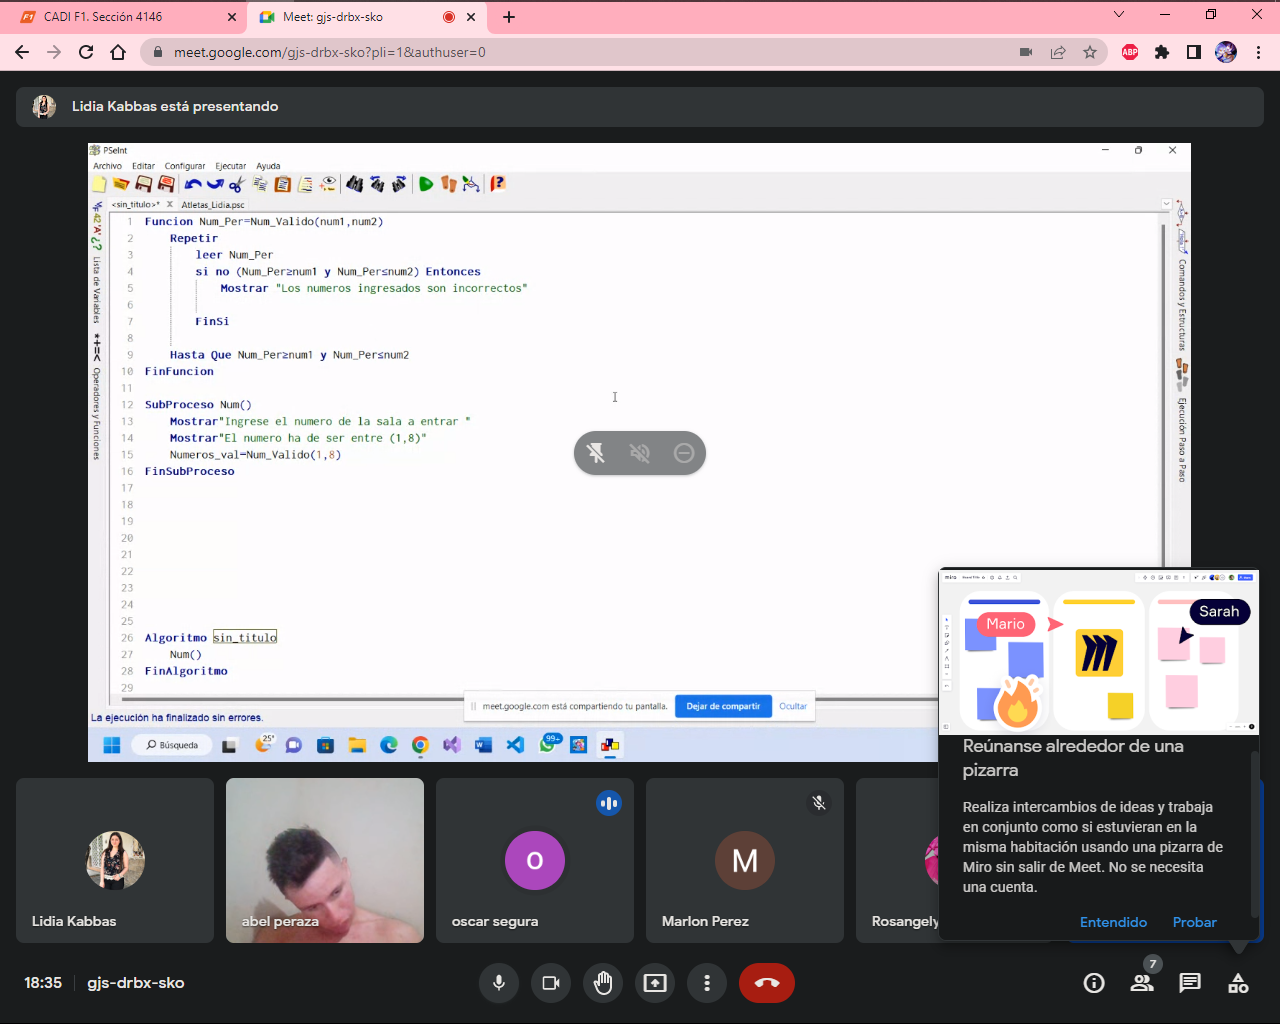 CADI F1. Sección 4146
Meet: gjs-drbx-sko
meet.google.com/gjs-drbx-sko?pli=1&authuser=0
ABP
Lidia Kabbas está presentando
PSeInt
Archivo Editar Configurar Ejecutar Ayuda
<sin_titulo>* Atletas_Lidia.psc
Lista de Variables
Operadores y Funciones
Comandos y Estructuras
Ejecución Paso a Paso
1 Funcion Num_Per=Num_Valido(num1,num2)
2 Repetir
3 leer Num_Per
4 si no (Num_Per≥num1 y Num_Per≤num2) Entonces
5 Mostrar "Los numeros ingresados son incorrectos"
6
7 FinSi
8
9 Hasta Que Num_Per≥num1 y Num_Per≤num2
10 FinFuncion
11
12 SubProceso Num()
13 Mostrar"Ingrese el numero de la sala a entrar "
14 Mostrar"El numero ha de ser entre (1,8)"
15 Numeros_val=Num_Valido(1,8)
16 FinSubProceso
17
18
19
20
21
22
23
24
25
26 Algoritmo sin_titulo
27 Num()
28 FinAlgoritmo
29
La ejecución ha finalizado sin errores.
meet.google.com está compartiendo tu pantalla. Dejar de compartir Ocultar
Búsqueda
25°
99+
miro
Mario
Sarah
Reúnanse alrededor de una
pizarra
Realiza intercambios de ideas y trabaja
en conjunto como si estuvieran en la
misma habitación usando una pizarra de
Miro sin salir de Meet. No se necesita
una cuenta.
Entendido Probar
Lidia Kabbas
abel peraza
o
oscar segura
M
Marlon Perez
Rosangely
18:35 gjs-drbx-sko
7